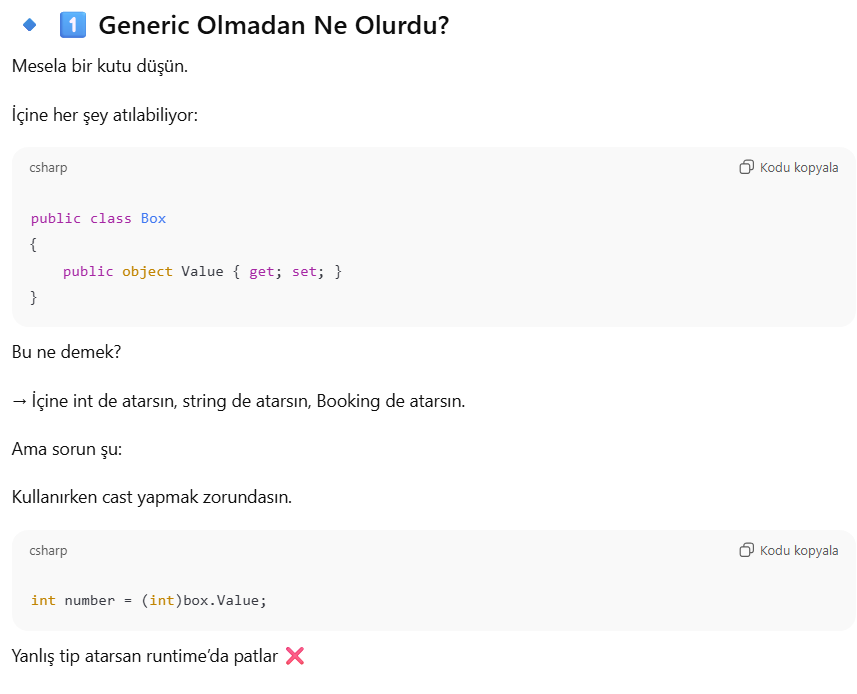 🔹 1️⃣ Generic Olmadan Ne Olurdu?
Mesela bir kutu düşün.
İçine her şey atılabiliyor:
csharp
Kodu kopyala
public class Box
{
    public object Value { get; set; }
}
Bu ne demek?
→ İçine int de atarsın, string de atarsın, Booking de atarsın.
Ama sorun şu:
Kullanırken cast yapmak zorundasın.
csharp
Kodu kopyala
int number = (int)box.Value;
Yanlış tip atarsan runtime’da patlar ❌